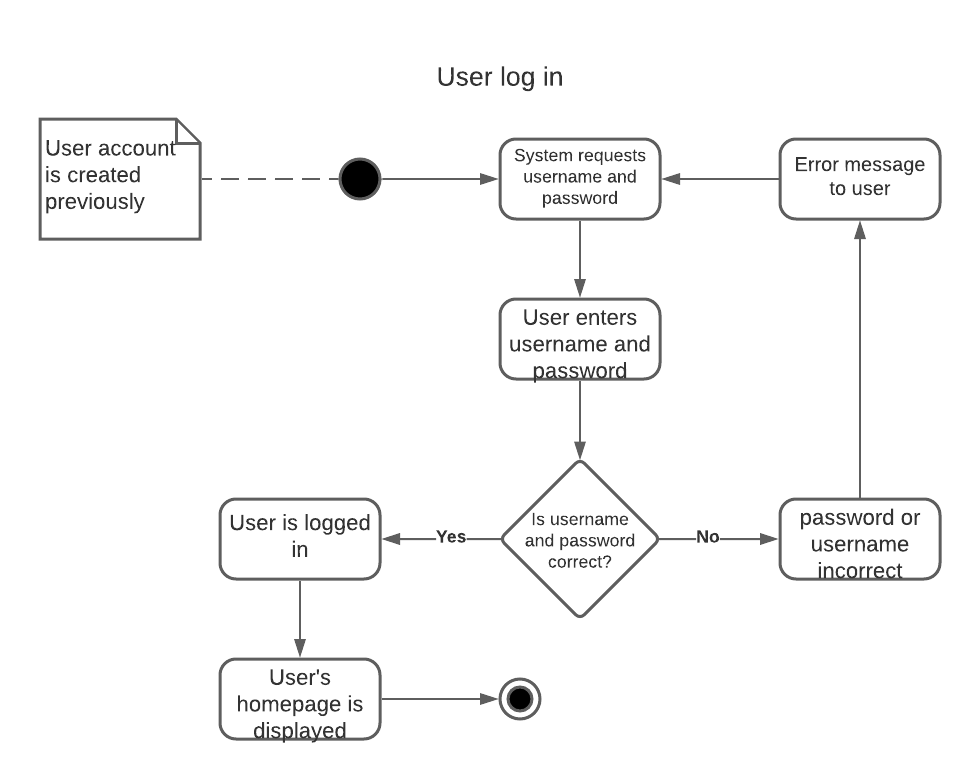 User log in
User account
is created
previously
System requests
username and
password
Error message
to user
User enters
username and
password
Is username
and password
correct?
Yes
No
User is logged
in
password or
username
incorrect
User's
homepage is
displayed